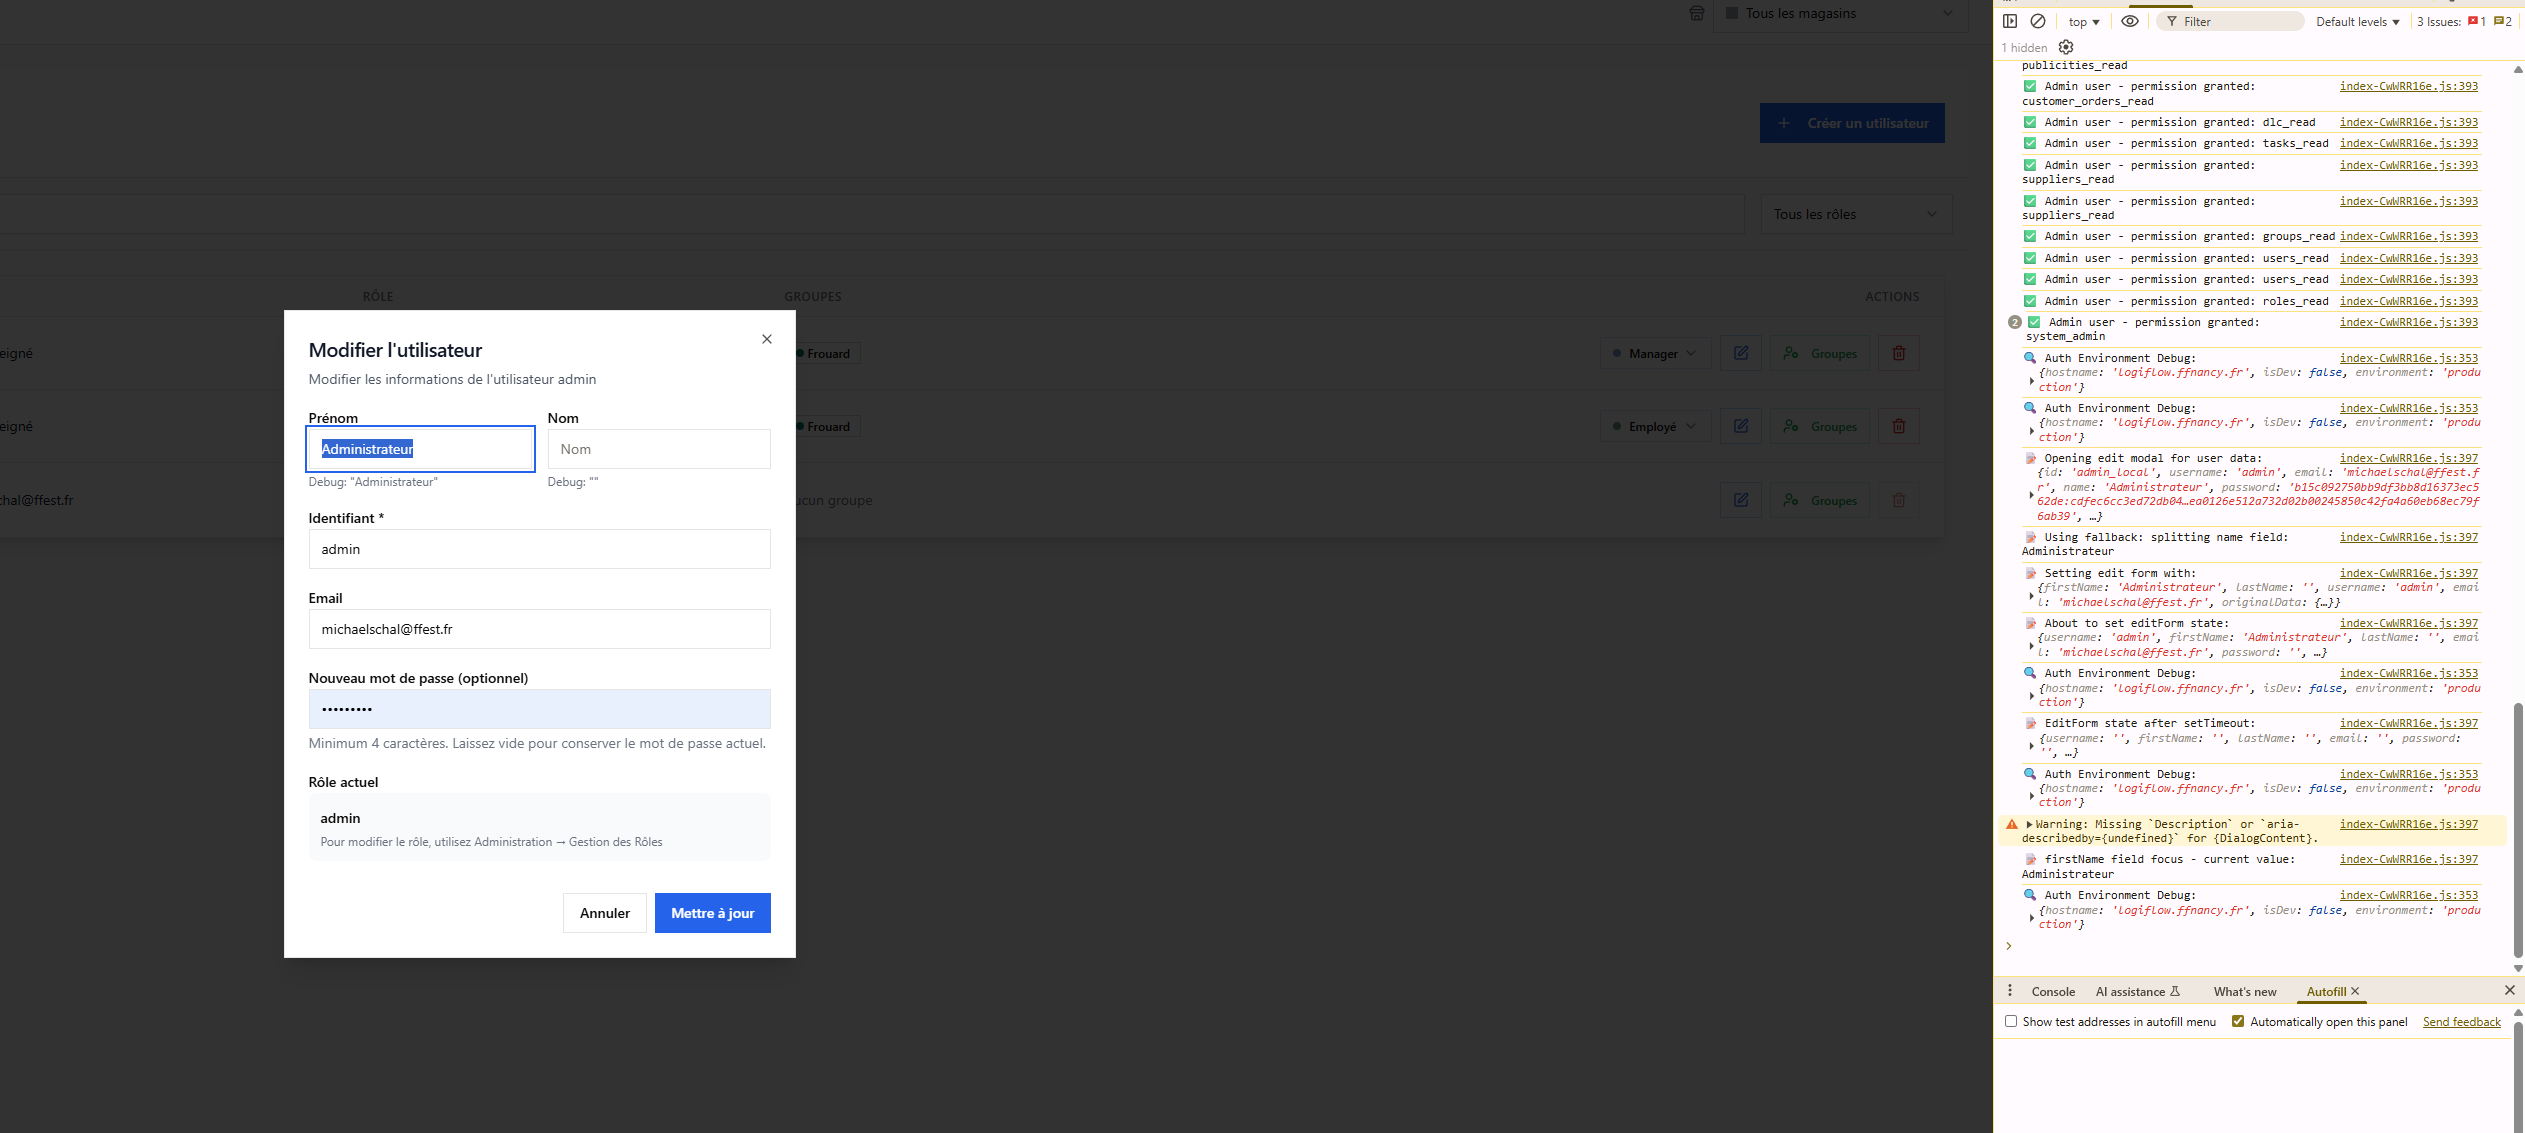 Tous les magasins
Créer un utilisateur
Tous les rôles
RÔLE GROUPES ACTIONS
eigné Frouard Manager Groupes
eigné Frouard Employé Groupes
chal@ffest.fr ucun groupe Groupes
Modifier l'utilisateur
Modifier les informations de l'utilisateur admin
Prénom Nom
Administrateur Nom
Debug: "Administrateur" Debug: ""
Identifiant *
admin
Email
michaelschal@ffest.fr
Nouveau mot de passe (optionnel)
•••••••••
Minimum 4 caractères. Laissez vide pour conserver le mot de passe actuel.
Rôle actuel
admin
Pour modifier le rôle, utilisez Administration → Gestion des Rôles
Annuler Mettre à jour
top Filter Default levels 3 Issues: 1 2
1 hidden
publicities_read
Admin user - permission granted: index-CwWRR16e.js:393
customer_orders_read
Admin user - permission granted: dlc_read index-CwWRR16e.js:393
Admin user - permission granted: tasks_read index-CwWRR16e.js:393
Admin user - permission granted: index-CwWRR16e.js:393
suppliers_read
Admin user - permission granted: index-CwWRR16e.js:393
suppliers_read
Admin user - permission granted: groups_read index-CwWRR16e.js:393
Admin user - permission granted: users_read index-CwWRR16e.js:393
Admin user - permission granted: users_read index-CwWRR16e.js:393
Admin user - permission granted: roles_read index-CwWRR16e.js:393
2 Admin user - permission granted: index-CwWRR16e.js:393
system_admin
Auth Environment Debug: index-CwWRR16e.js:353
{hostname: 'logiflow.ffnancy.fr', isDev: false, environment: 'produ
ction'}
Auth Environment Debug: index-CwWRR16e.js:353
{hostname: 'logiflow.ffnancy.fr', isDev: false, environment: 'produ
ction'}
Opening edit modal for user data: index-CwWRR16e.js:397
{id: 'admin_local', username: 'admin', email: 'michaelschal@ffest.f
r', name: 'Administrateur', password: 'b15c092750bb9df3bb8d16373ec5
62de:cdfec6cc3ed72db04…ea0126e512a732d02b00245850c42fa4a60eb68ec79f
6ab39', …}
Using fallback: splitting name field: index-CwWRR16e.js:397
Administrateur
Setting edit form with: index-CwWRR16e.js:397
{firstName: 'Administrateur', lastName: '', username: 'admin', emai
l: 'michaelschal@ffest.fr', originalData: {…}}
About to set editForm state: index-CwWRR16e.js:397
{username: 'admin', firstName: 'Administrateur', lastName: '', emai
l: 'michaelschal@ffest.fr', password: '', …}
Auth Environment Debug: index-CwWRR16e.js:353
{hostname: 'logiflow.ffnancy.fr', isDev: false, environment: 'produ
ction'}
EditForm state after setTimeout: index-CwWRR16e.js:397
{username: '', firstName: '', lastName: '', email: '', password:
'', …}
Auth Environment Debug: index-CwWRR16e.js:353
{hostname: 'logiflow.ffnancy.fr', isDev: false, environment: 'produ
ction'}
Warning: Missing `Description` or `aria- index-CwWRR16e.js:397
describedby={undefined}` for {DialogContent}.
firstName field focus - current value: index-CwWRR16e.js:397
Administrateur
Auth Environment Debug: index-CwWRR16e.js:353
{hostname: 'logiflow.ffnancy.fr', isDev: false, environment: 'produ
ction'}
Console AI assistance What's new Autofill
Show test addresses in autofill menu Automatically open this panel Send feedback